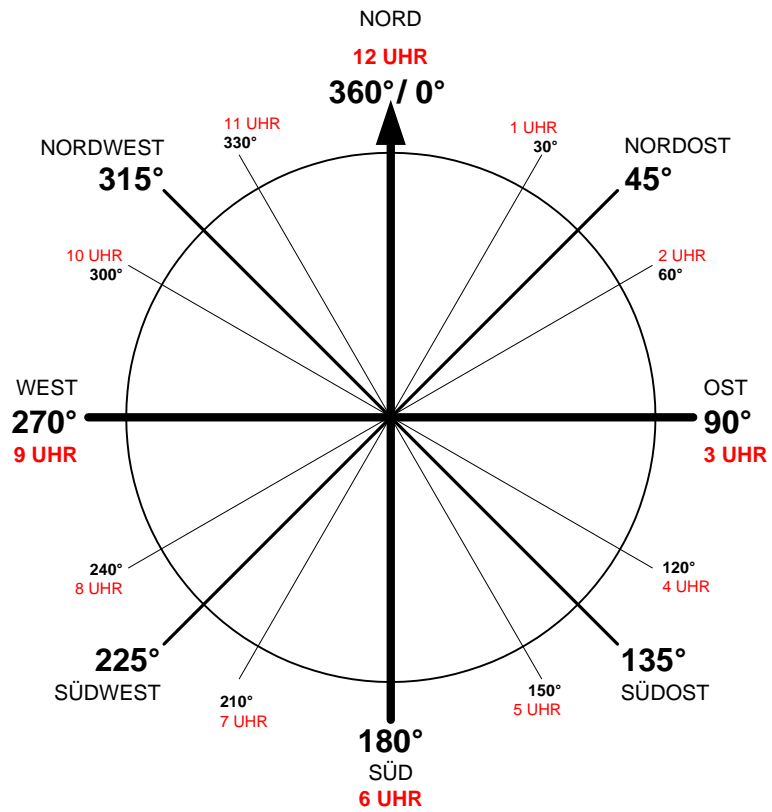 NORD
12 UHR
360°/ 0°
11 UHR
330°
1 UHR
30°
NORDWEST
315°
NORDOST
45°
10 UHR
300°
2 UHR
60°
WEST
270°
9 UHR
OST
90°
3 UHR
240°
8 UHR
120°
4 UHR
225°
SÜDWEST
135°
SÜDOST
210°
7 UHR
150°
5 UHR
180°
SÜD
6 UHR